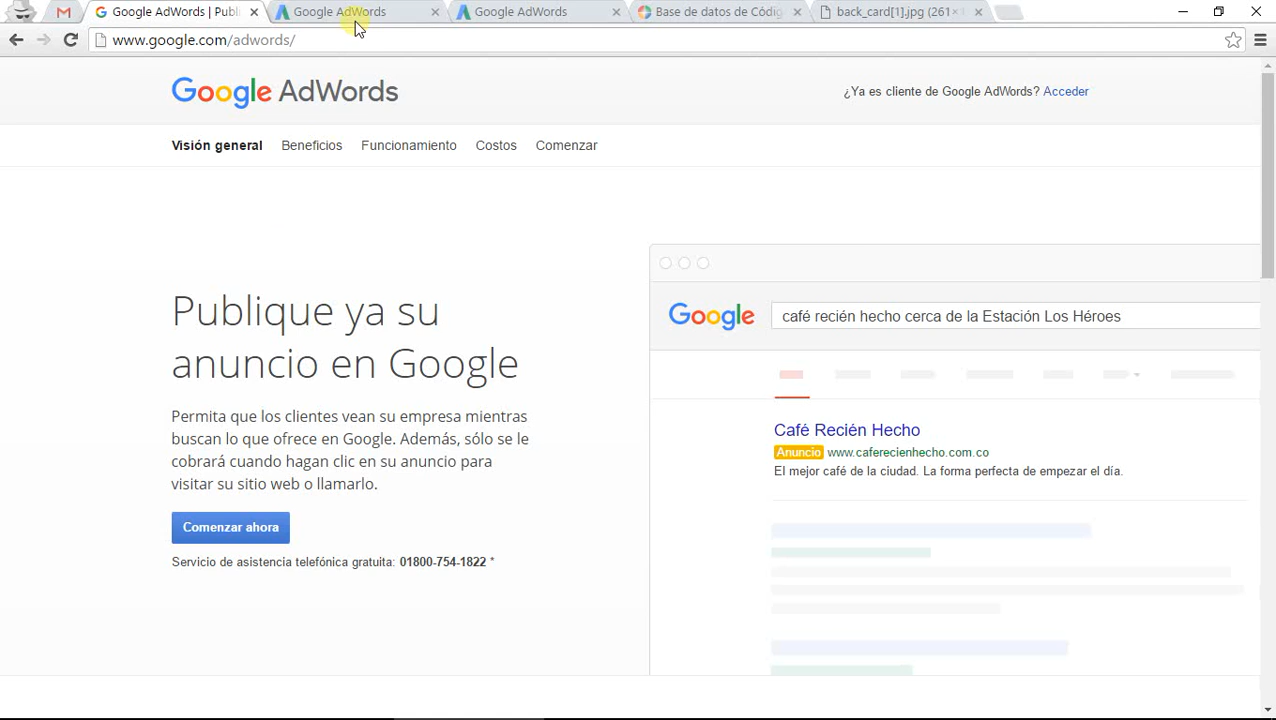 Google AdWords | Publi
Google AdWords
Google AdWords
Base de datos de Códig
back_card[1].jpg (261×
www.google.com/adwords/
Google AdWords
¿Ya es cliente de Google AdWords? Acceder
Visión general Beneficios Funcionamiento Costos Comenzar
Publique ya su
anuncio en Google
Permita que los clientes vean su empresa mientras
buscan lo que ofrece en Google. Además, sólo se le
cobrará cuando hagan clic en su anuncio para
visitar su sitio web o llamarlo.
Comenzar ahora
Servicio de asistencia telefónica gratuita: 01800-754-1822 *
Google
café recién hecho cerca de la Estación Los Héroes
Café Recién Hecho
Anuncio www.caferecienhecho.com.co
El mejor café de la ciudad. La forma perfecta de empezar el día.